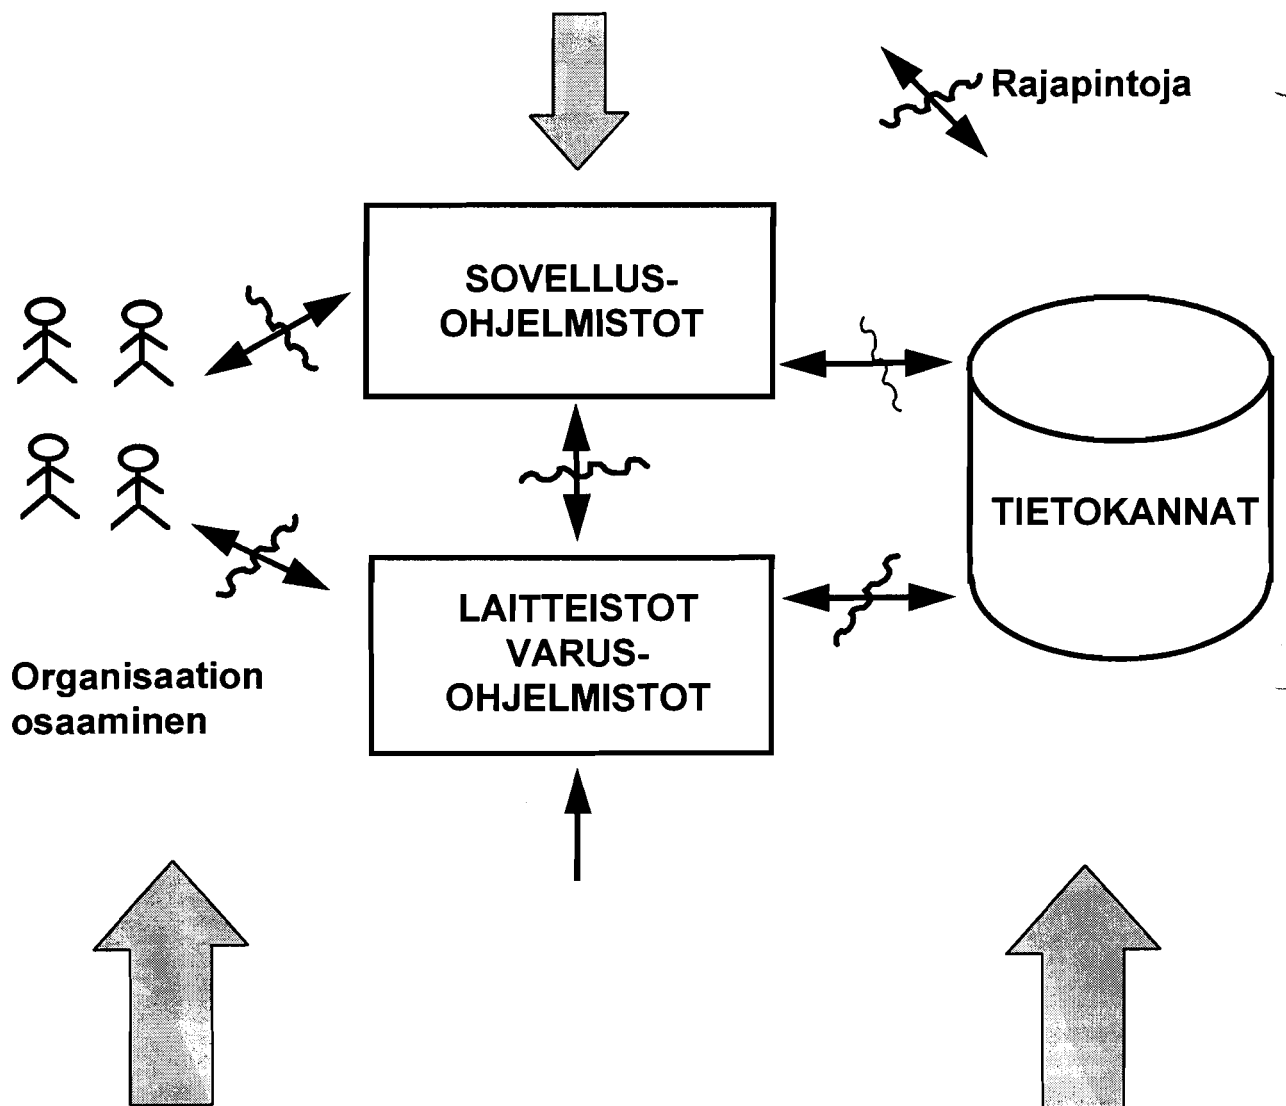 Rajapintoja
SOVELLUS-
OHJELMISTOT
TIETOKANNAT
LAITTEISTOT
VARUS-
OHJELMISTOT
Organisaation
osaaminen